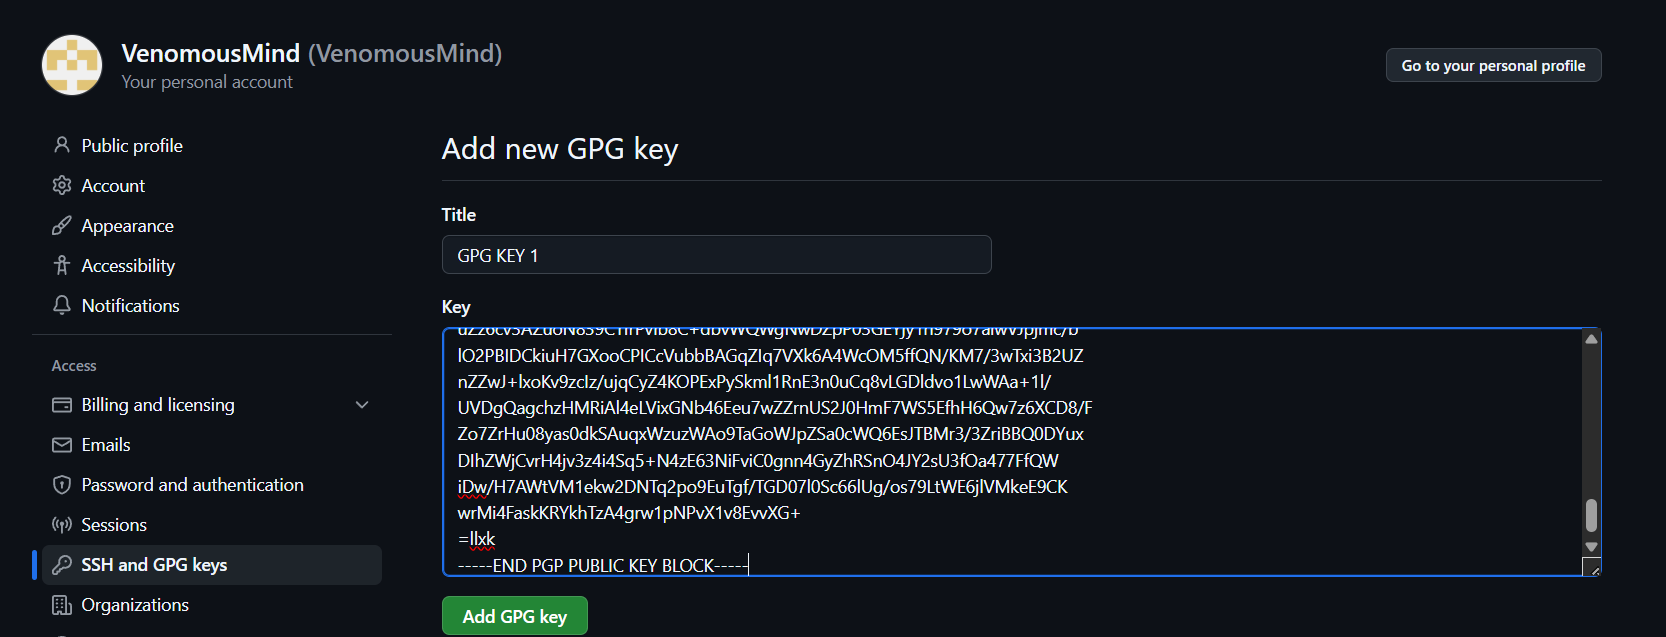 VenomousMind (VenomousMind)
Your personal account
Go to your personal profile
Public profile
Account
Appearance
Accessibility
Notifications
Access
Billing and licensing
Emails
Password and authentication
Sessions
SSH and GPG keys
Organizations
Add new GPG key
Title
GPG KEY 1
Key
lO2PBIDCkiuH7GXooCPICcVubbBAGqZIq7VXk6A4WcOM5ffQN/KM7/3wTxi3B2UZ
nZZwJ+lxoKv9zcIz/ujqCyZ4KOPExPySkml1RnE3n0uCq8vLGDldvo1LwWAa+1l/
UVDgQagchzHMRiAl4eLVixGNb46Eeu7wZZrnUS2J0HmF7WS5EfhH6Qw7z6XCD8/F
Zo7ZrHu08yas0dkSAuqxWzuzWAo9TaGoWJpZSa0cWQ6EsJTBMr3/3ZriBBQ0DYux
DIhZWjCvrH4jv3z4i4Sq5+N4zE63NiFviC0gnn4GyZhRSnO4JY2sU3fOa477FfQW
iDw/H7AWtVM1ekw2DNTq2po9EuTgf/TGD07l0Sc66lUg/os79LtWE6jlVMkeE9CK
wrMi4FaskKRYkhTzA4grw1pNPvX1v8EvvXG+
=llxk
-----END PGP PUBLIC KEY BLOCK-----
Add GPG key